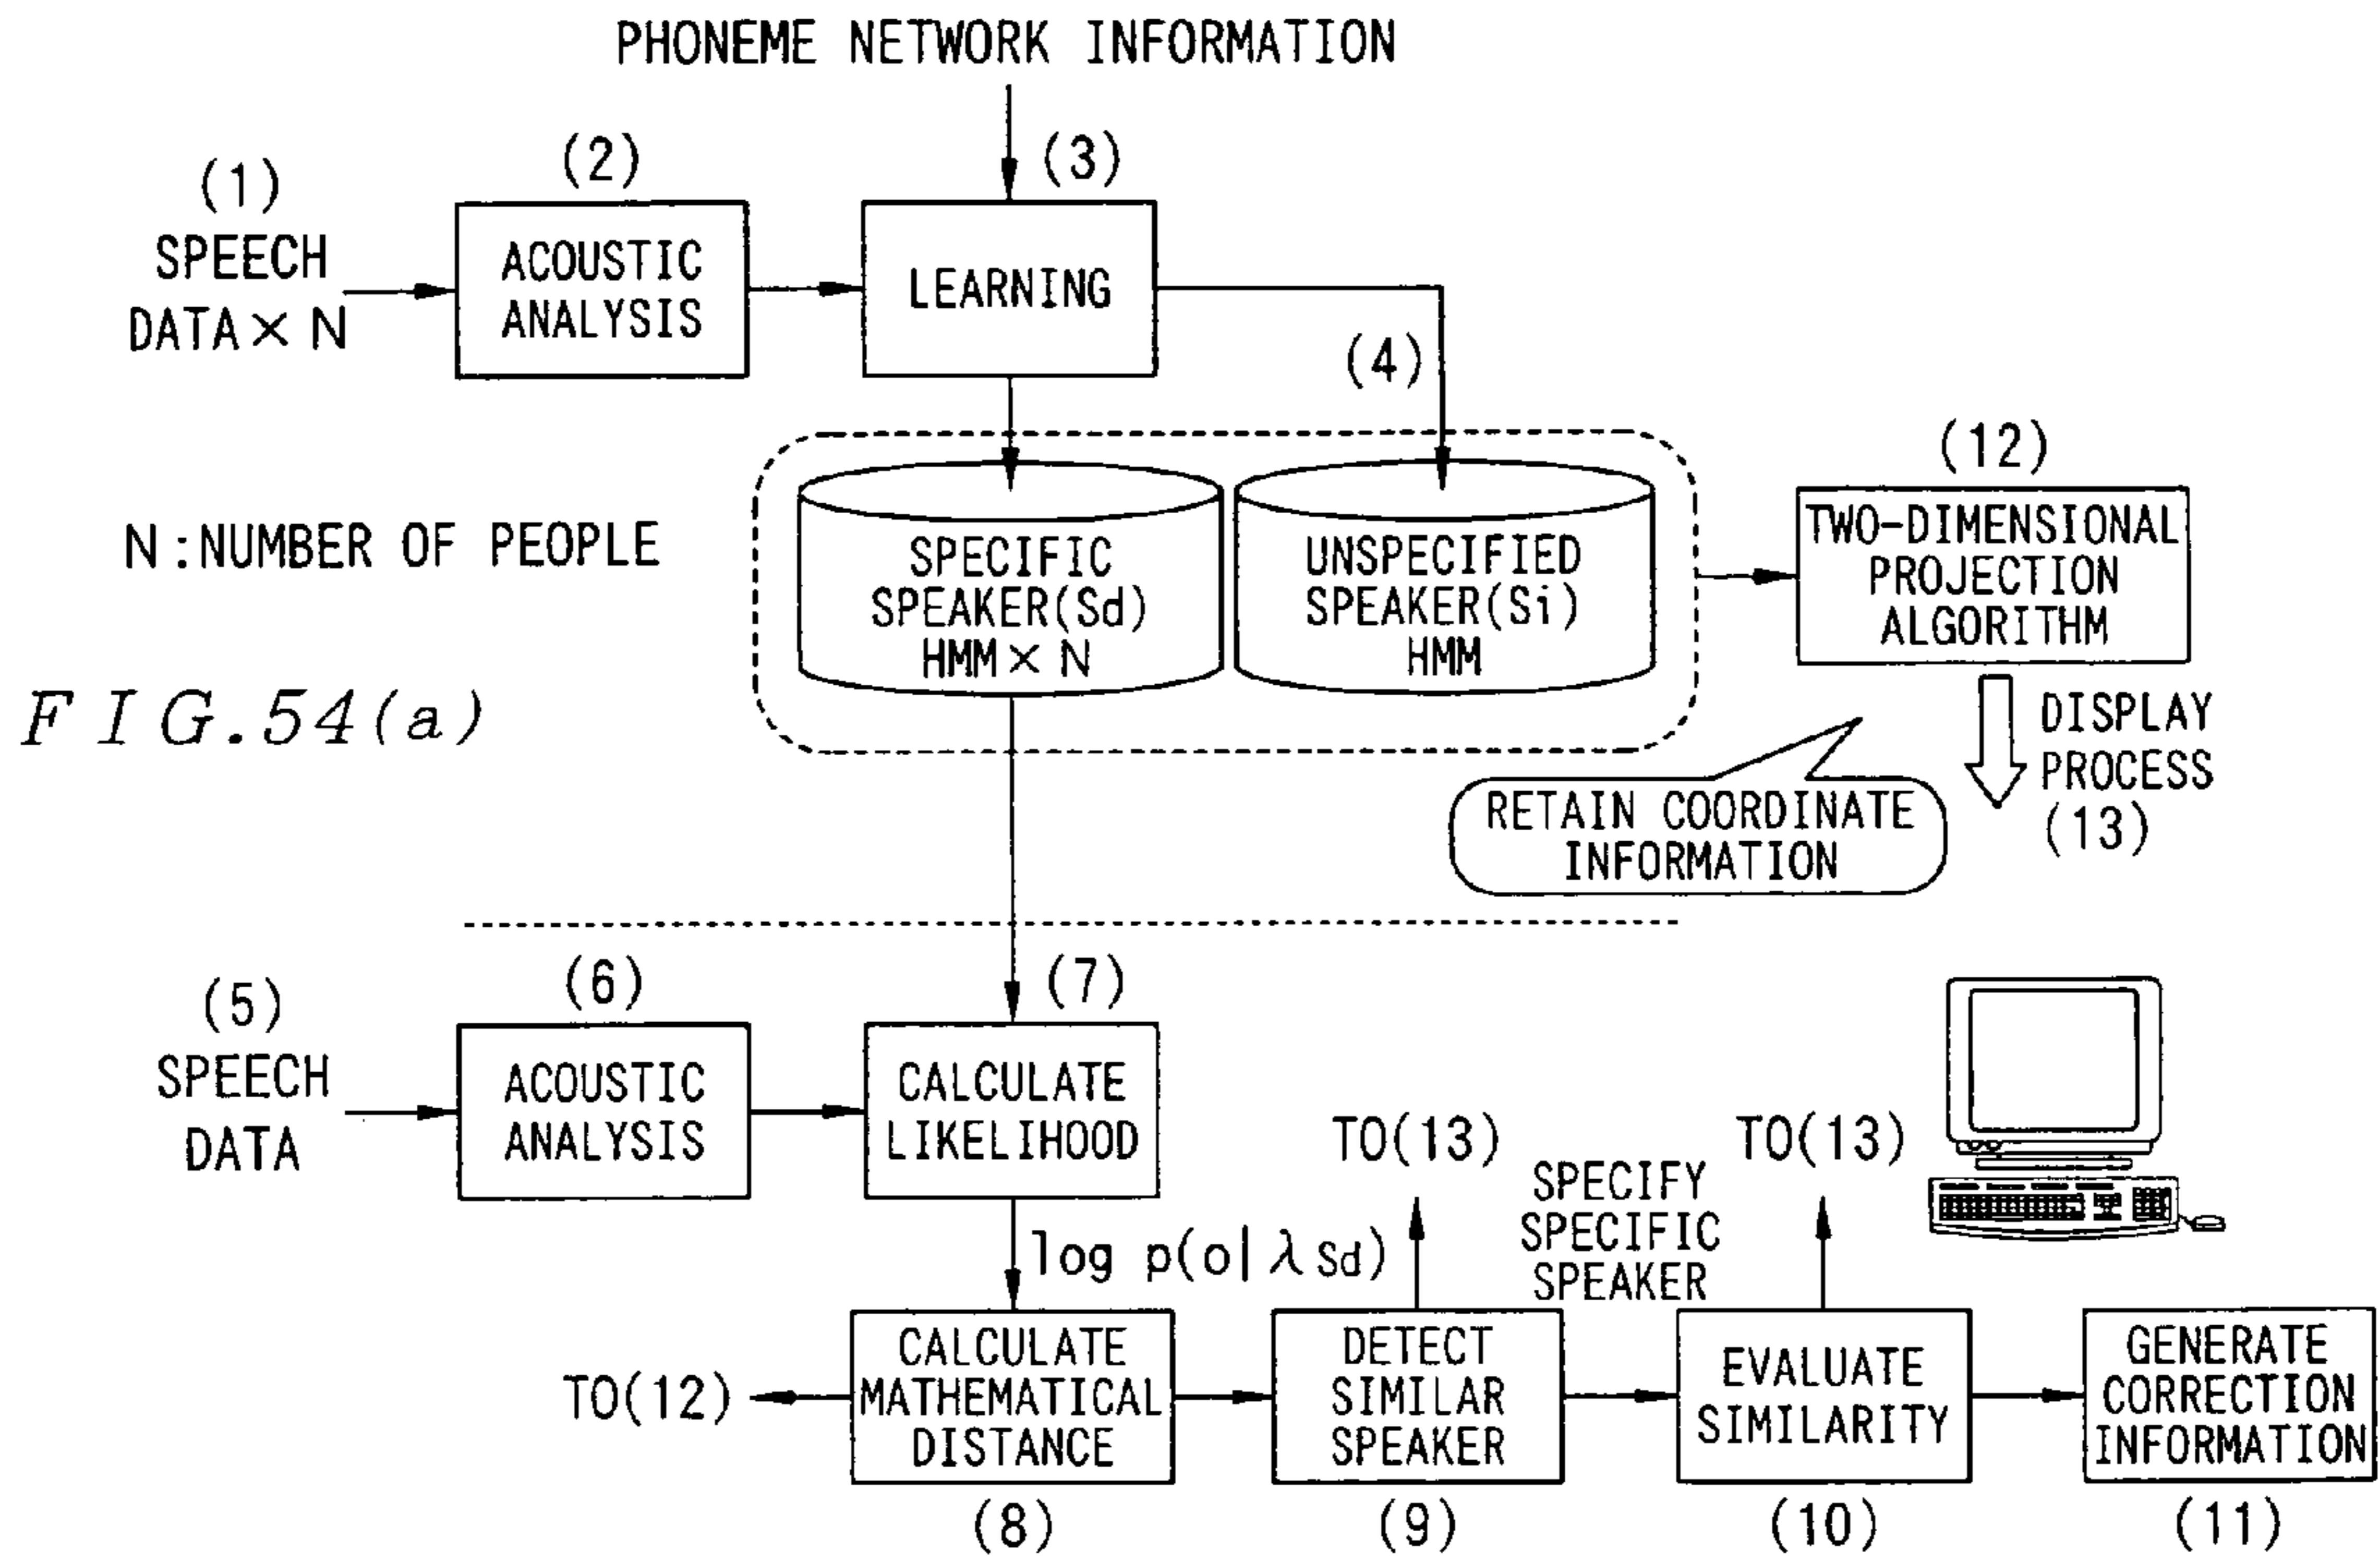 PHONEME NETWORK INFORMATION
(1)
SPEECH
DATA×N
(2)
ACOUSTIC
ANALYSIS
(3)
LEARNING
(4)
N:NUMBER OF PEOPLE
SPECIFIC
SPEAKER(Sd)
HMM×N
UNSPECIFIED
SPEAKER(Si)
HMM
(12)
TWO-DIMENSIONAL
PROJECTION
ALGORITHM
FIG.54(a)
DISPLAY
PROCESS
(13)
RETAIN COORDINATE
INFORMATION
(5)
SPEECH
DATA
(6)
ACOUSTIC
ANALYSIS
(7)
CALCULATE
LIKELIHOOD
log p(o|λSd)
TO(12)
CALCULATE
MATHEMATICAL
DISTANCE
(8)
TO(13)
DETECT
SIMILAR
SPEAKER
(9)
SPECIFY
SPECIFIC
SPEAKER
TO(13)
EVALUATE
SIMILARITY
(10)
GENERATE
CORRECTION
INFORMATION
(11)